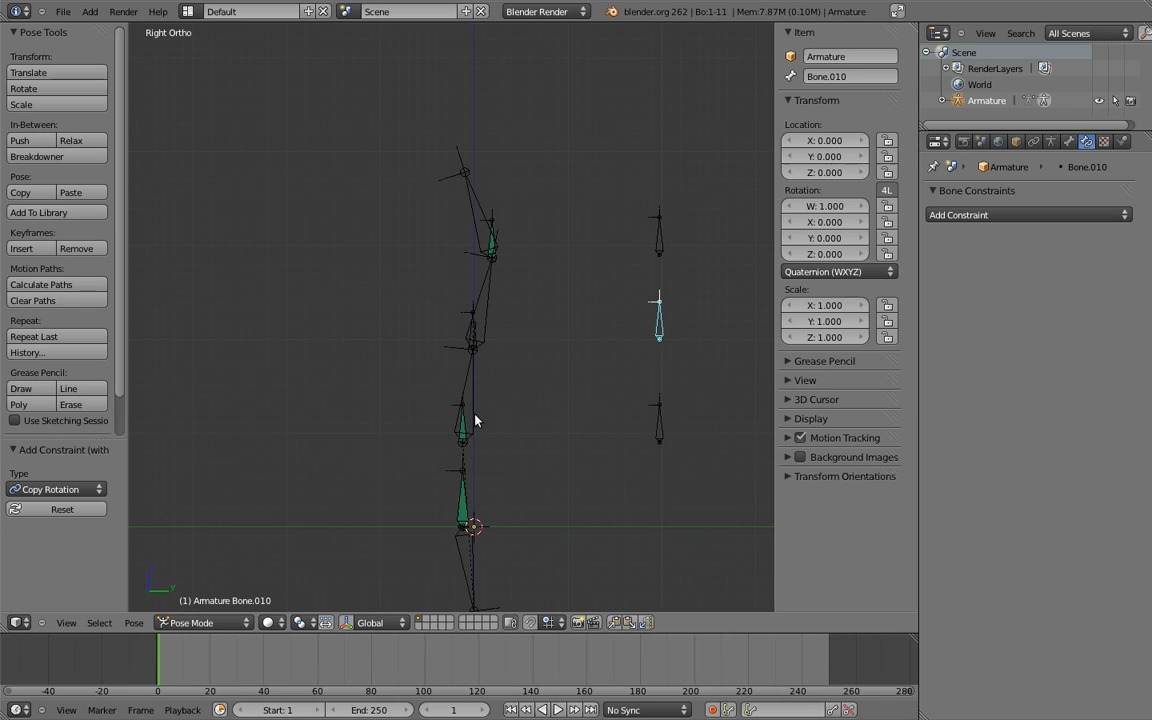 File Add Render Help Default Scene Blender Render blender.org 262 | Bo:1-11 | Mem:7.87M (0.10M) | Armature
Pose Tools
Transform:
Translate
Rotate
Scale
In-Between:
Push Relax
Breakdowner
Pose:
Copy Paste
Add To Library
Keyframes:
Insert Remove
Motion Paths:
Calculate Paths
Clear Paths
Repeat:
Repeat Last
History...
Grease Pencil:
Draw Line
Poly Erase
Use Sketching Sessio
Add Constraint (with
Type
Copy Rotation
Reset
Right Ortho
y
(1) Armature Bone.010
Item
Armature
Bone.010
Transform
Location:
X: 0.000
Y: 0.000
Z: 0.000
Rotation: 4L
W: 1.000
X: 0.000
Y: 0.000
Z: 0.000
Quaternion (WXYZ)
Scale:
X: 1.000
Y: 1.000
Z: 1.000
Grease Pencil
View
3D Cursor
Display
Motion Tracking
Background Images
Transform Orientations
View Search All Scenes
Scene
RenderLayers
World
Armature
Armature Bone.010
Bone Constraints
Add Constraint
View Select Pose Pose Mode Global
-40 -20 0 20 40 60 80 100 120 140 160 180 200 220 240 260 280
View Marker Frame Playback Start: 1 End: 250 1 No Sync